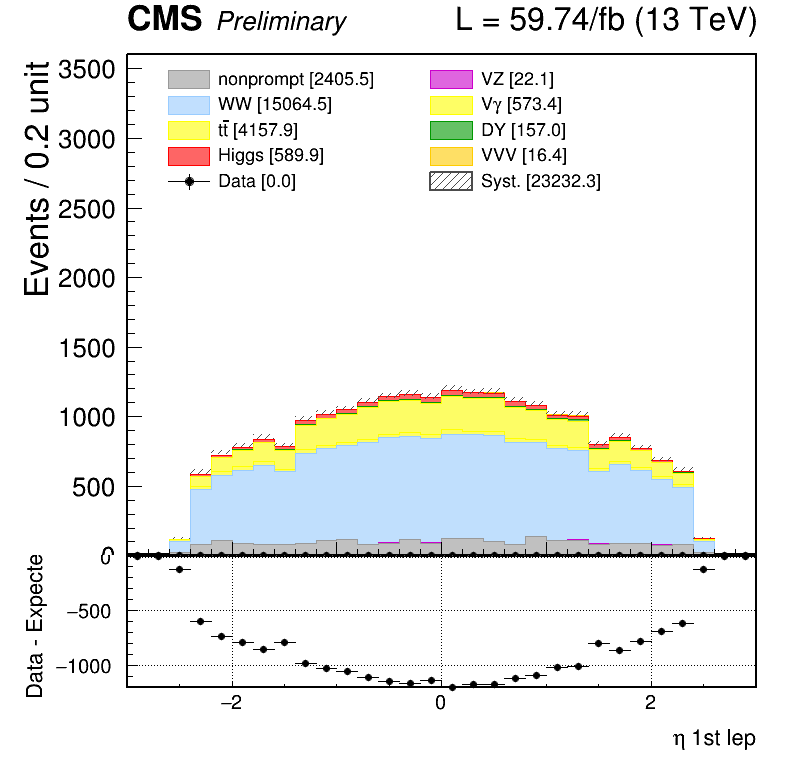 CMS Preliminary L = 59.74/fb (13 TeV)
Events / 0.2 unit
3500
3000
2500
2000
1500
1000
500
0
nonprompt [2405.5]
WW [15064.5]
tt̄ [4157.9]
Higgs [589.9]
Data [0.0]
VZ [22.1]
Vγ [573.4]
DY [157.0]
VVV [16.4]
Syst. [23232.3]
Data - Expecte
0
−500
−1000
−2 0 2
η 1st lep